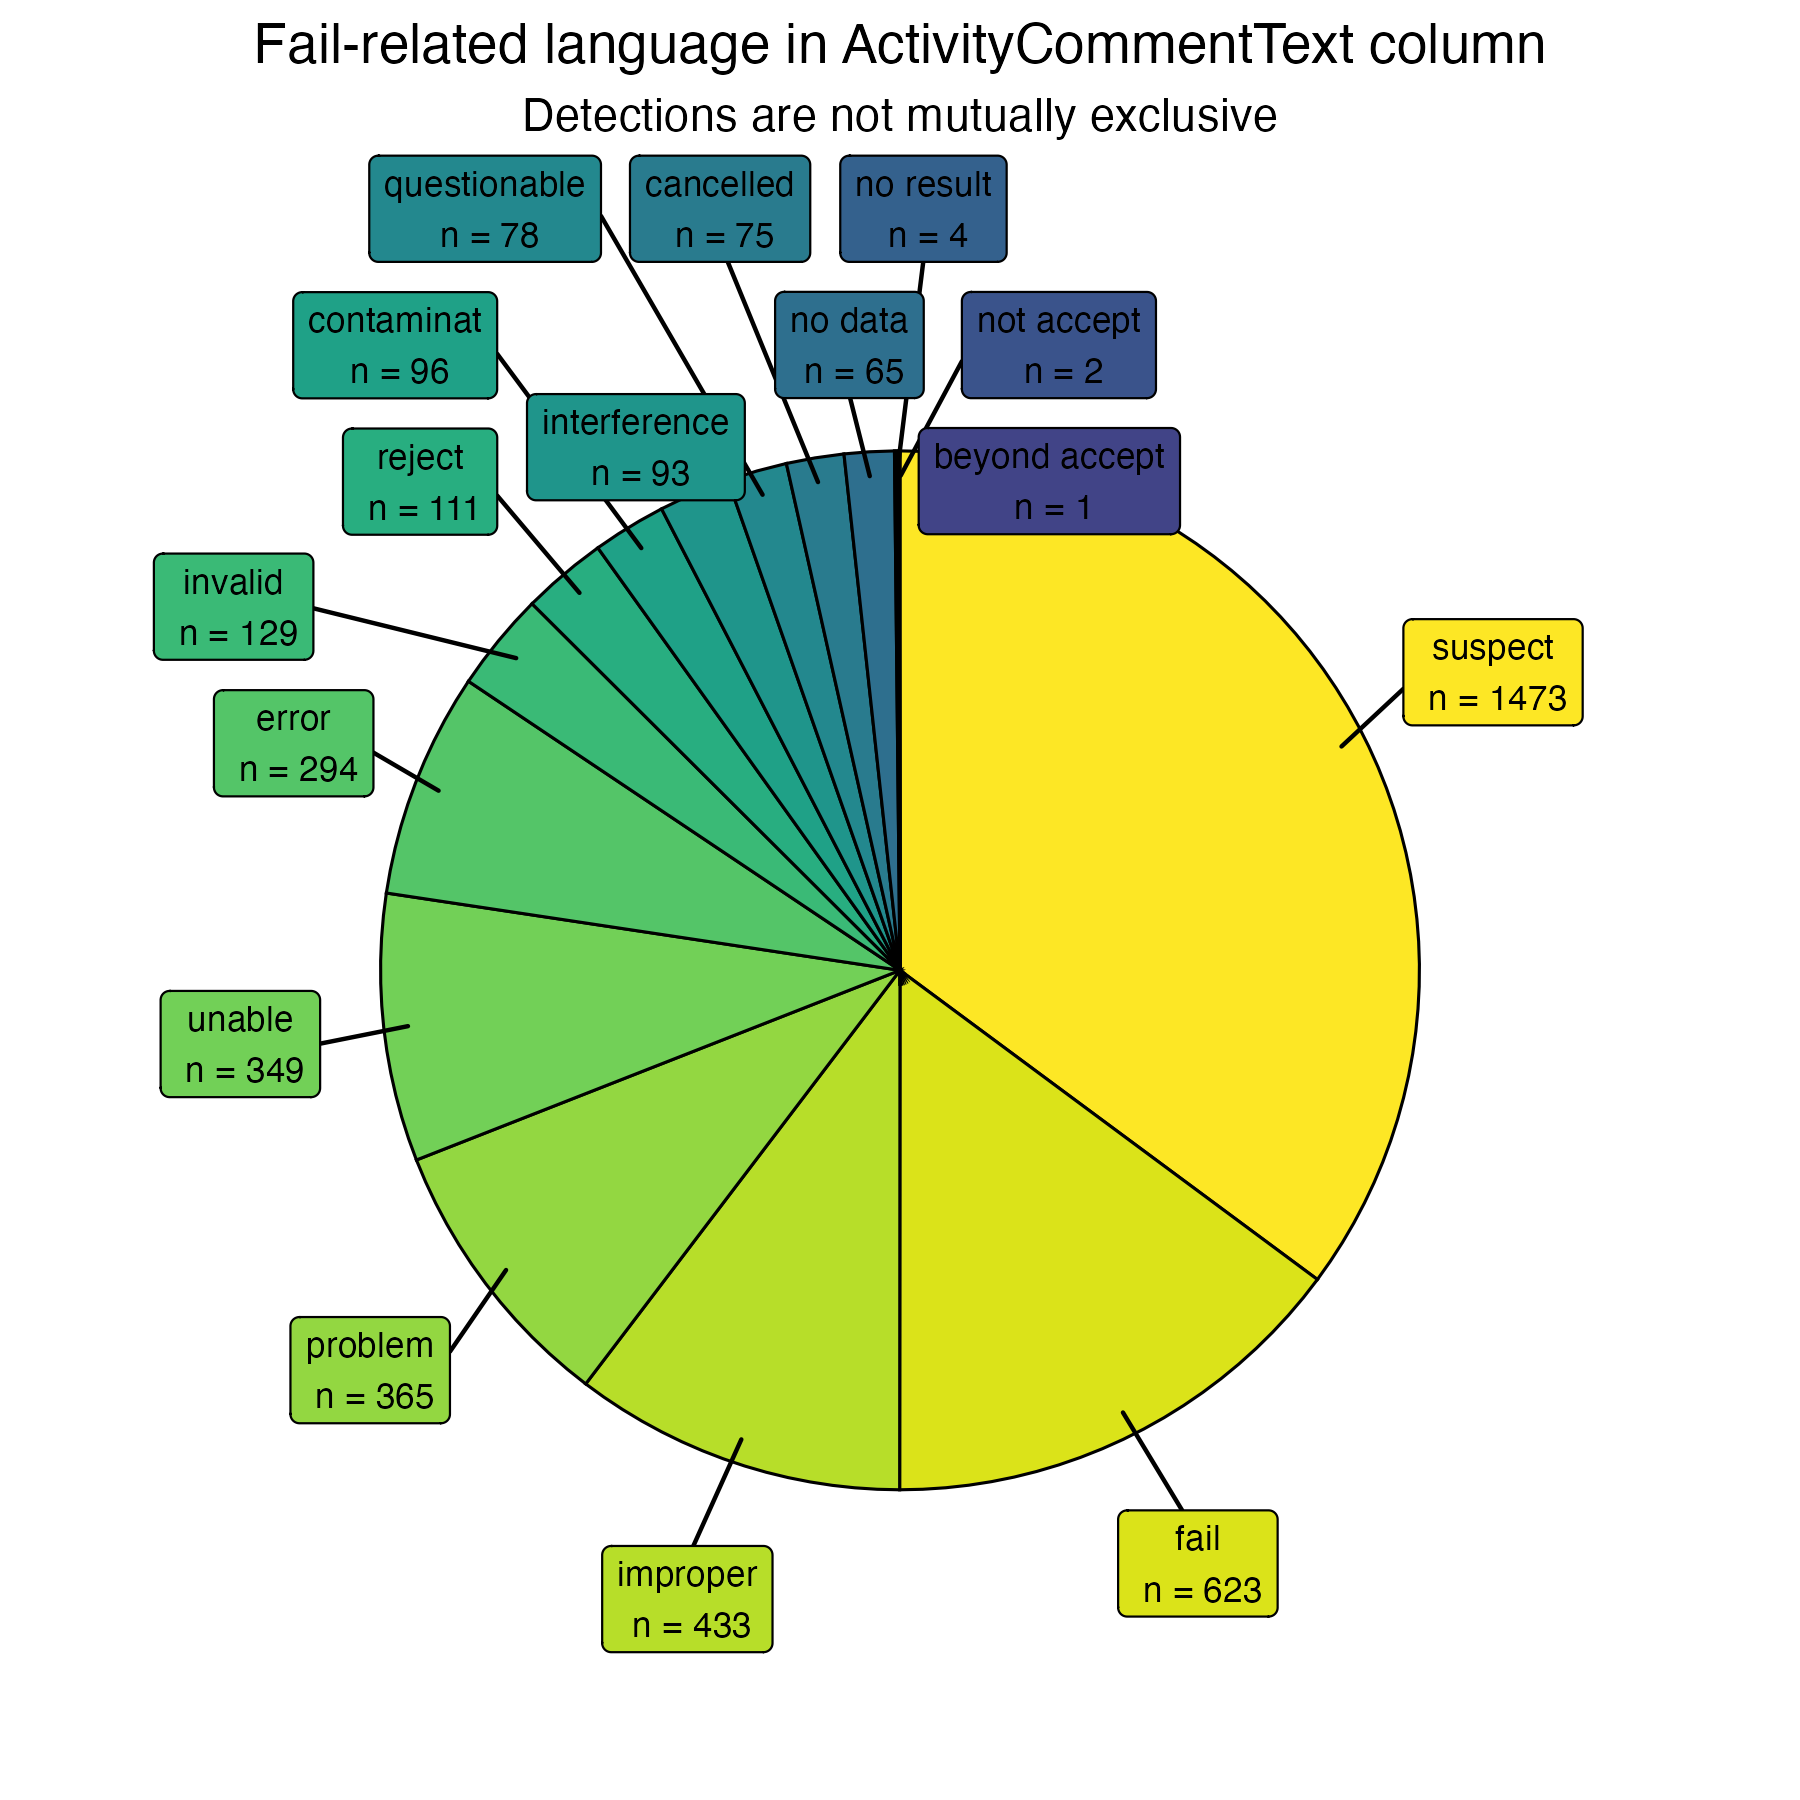 Fail-related language in ActivityCommentText column
Detections are not mutually exclusive
questionable
n = 78
cancelled
n = 75
no result
n = 4
contaminat
n = 96
no data
n = 65
not accept
n = 2
interference
n = 93
reject
n = 111
beyond accept
n = 1
invalid
n = 129
suspect
n = 1473
error
n = 294
unable
n = 349
problem
n = 365
fail
n = 623
improper
n = 433